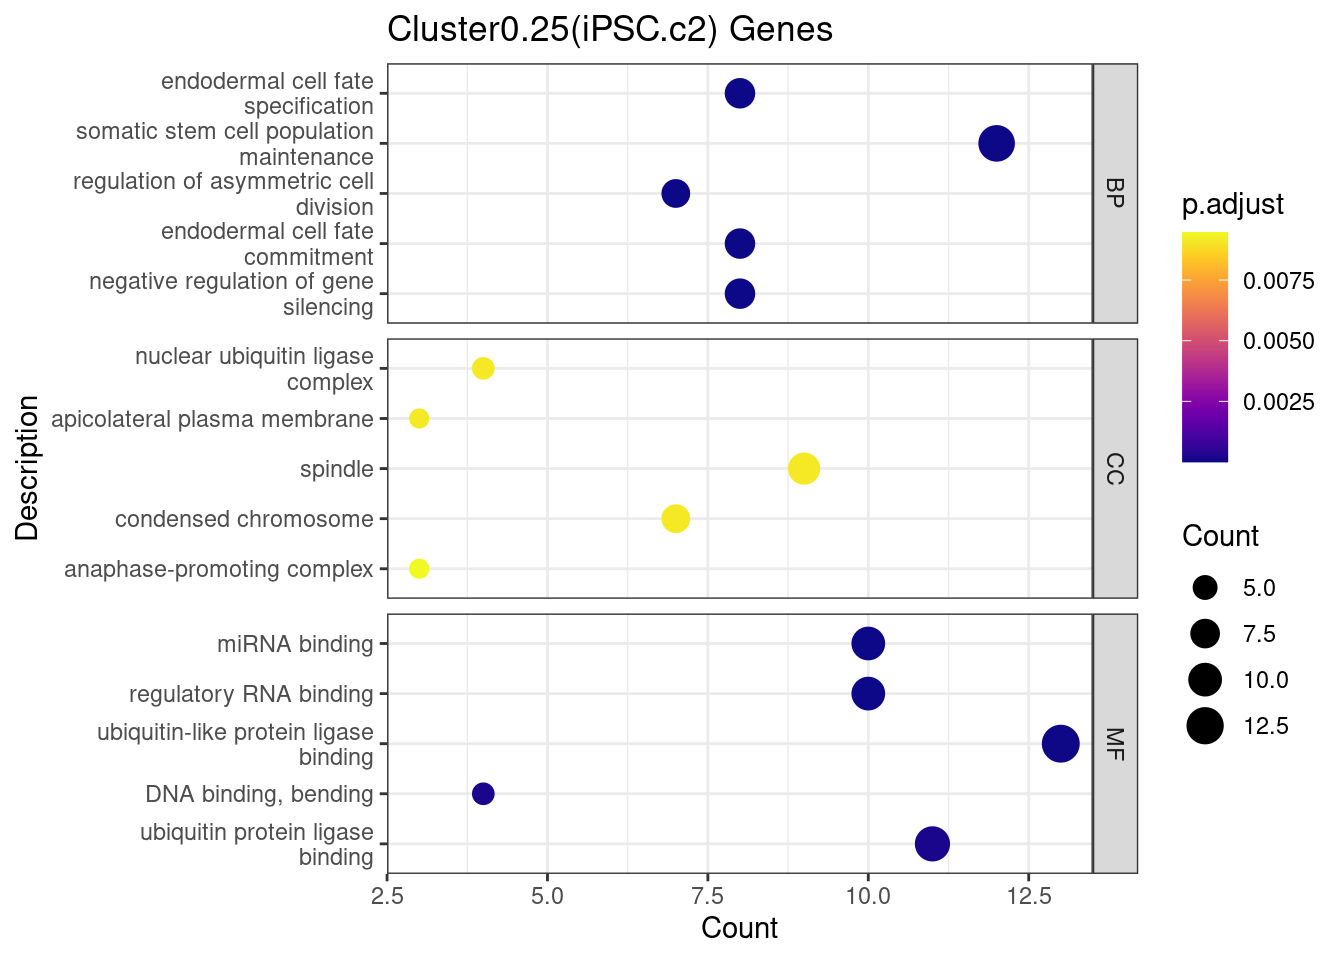 Cluster0.25(iPSC.c2) Genes
endodermal cell fate
specification
somatic stem cell population
maintenance
regulation of asymmetric cell
division
endodermal cell fate
commitment
negative regulation of gene
silencing
BP
nuclear ubiquitin ligase
complex
apicolateral plasma membrane
spindle
condensed chromosome
anaphase-promoting complex
CC
miRNA binding
regulatory RNA binding
ubiquitin-like protein ligase
binding
DNA binding, bending
ubiquitin protein ligase
binding
MF
Description
2.5 5.0 7.5 10.0 12.5
Count
p.adjust
0.0075
0.0050
0.0025
Count
5.0
7.5
10.0
12.5